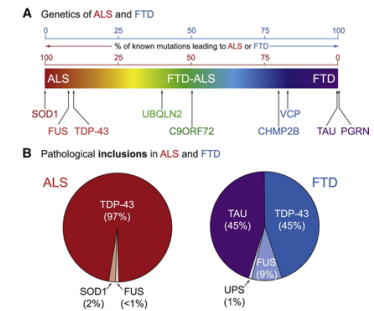 A Genetics of ALS and FTD
0 25 50 75 100
% of known mutations leading to ALS or FTD
100 75 25 0
ALS FTD-ALS FTD
SOD1 UBQLN2 VCP
FUS TDP-43 C9ORF72 CHMP2B TAU PGRN
B Pathological inclusions in ALS and FTD
ALS FTD
TDP-43
(97%)
SOD1
(2%)
FUS
(<1%)
TAU
(45%)
TDP-43
(45%)
FUS
(9%)
UPS
(1%)